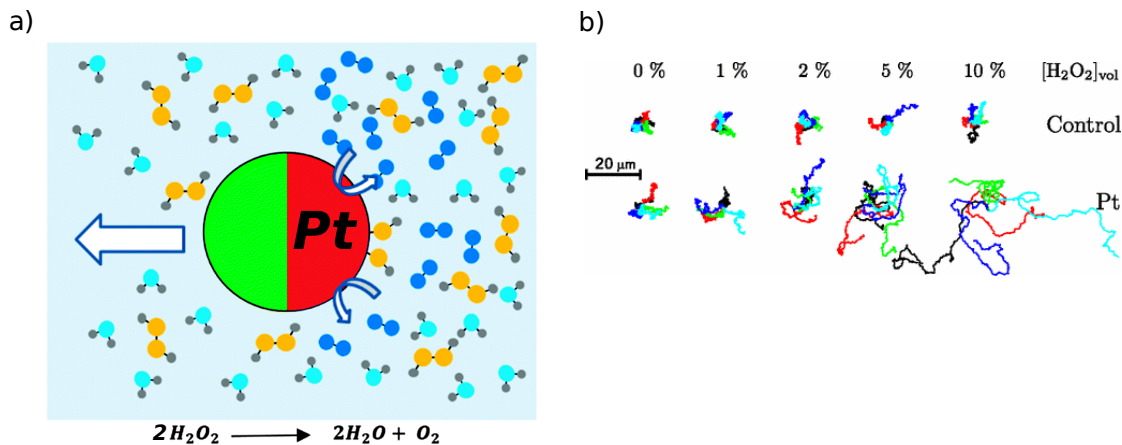 a)
Pt
2H₂O₂ ⟶ 2H₂O + O₂
b)
0 % 1 % 2 % 5 % 10 % [H₂O₂]vol
Control
20 µm
Pt